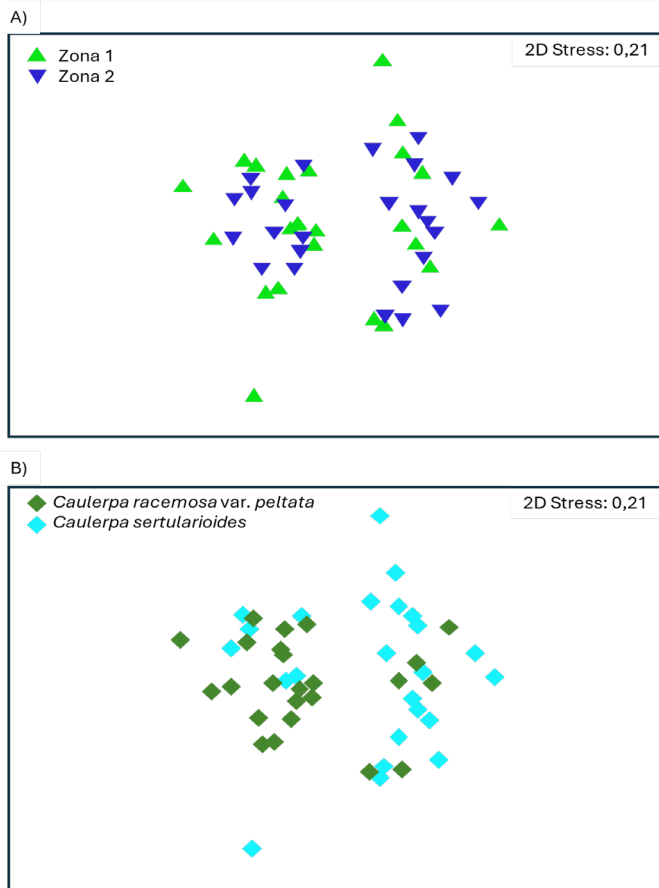 A)
Zona 1
Zona 2
2D Stress: 0,21
B)
Caulerpa racemosa var. peltata
Caulerpa sertularioides
2D Stress: 0,21